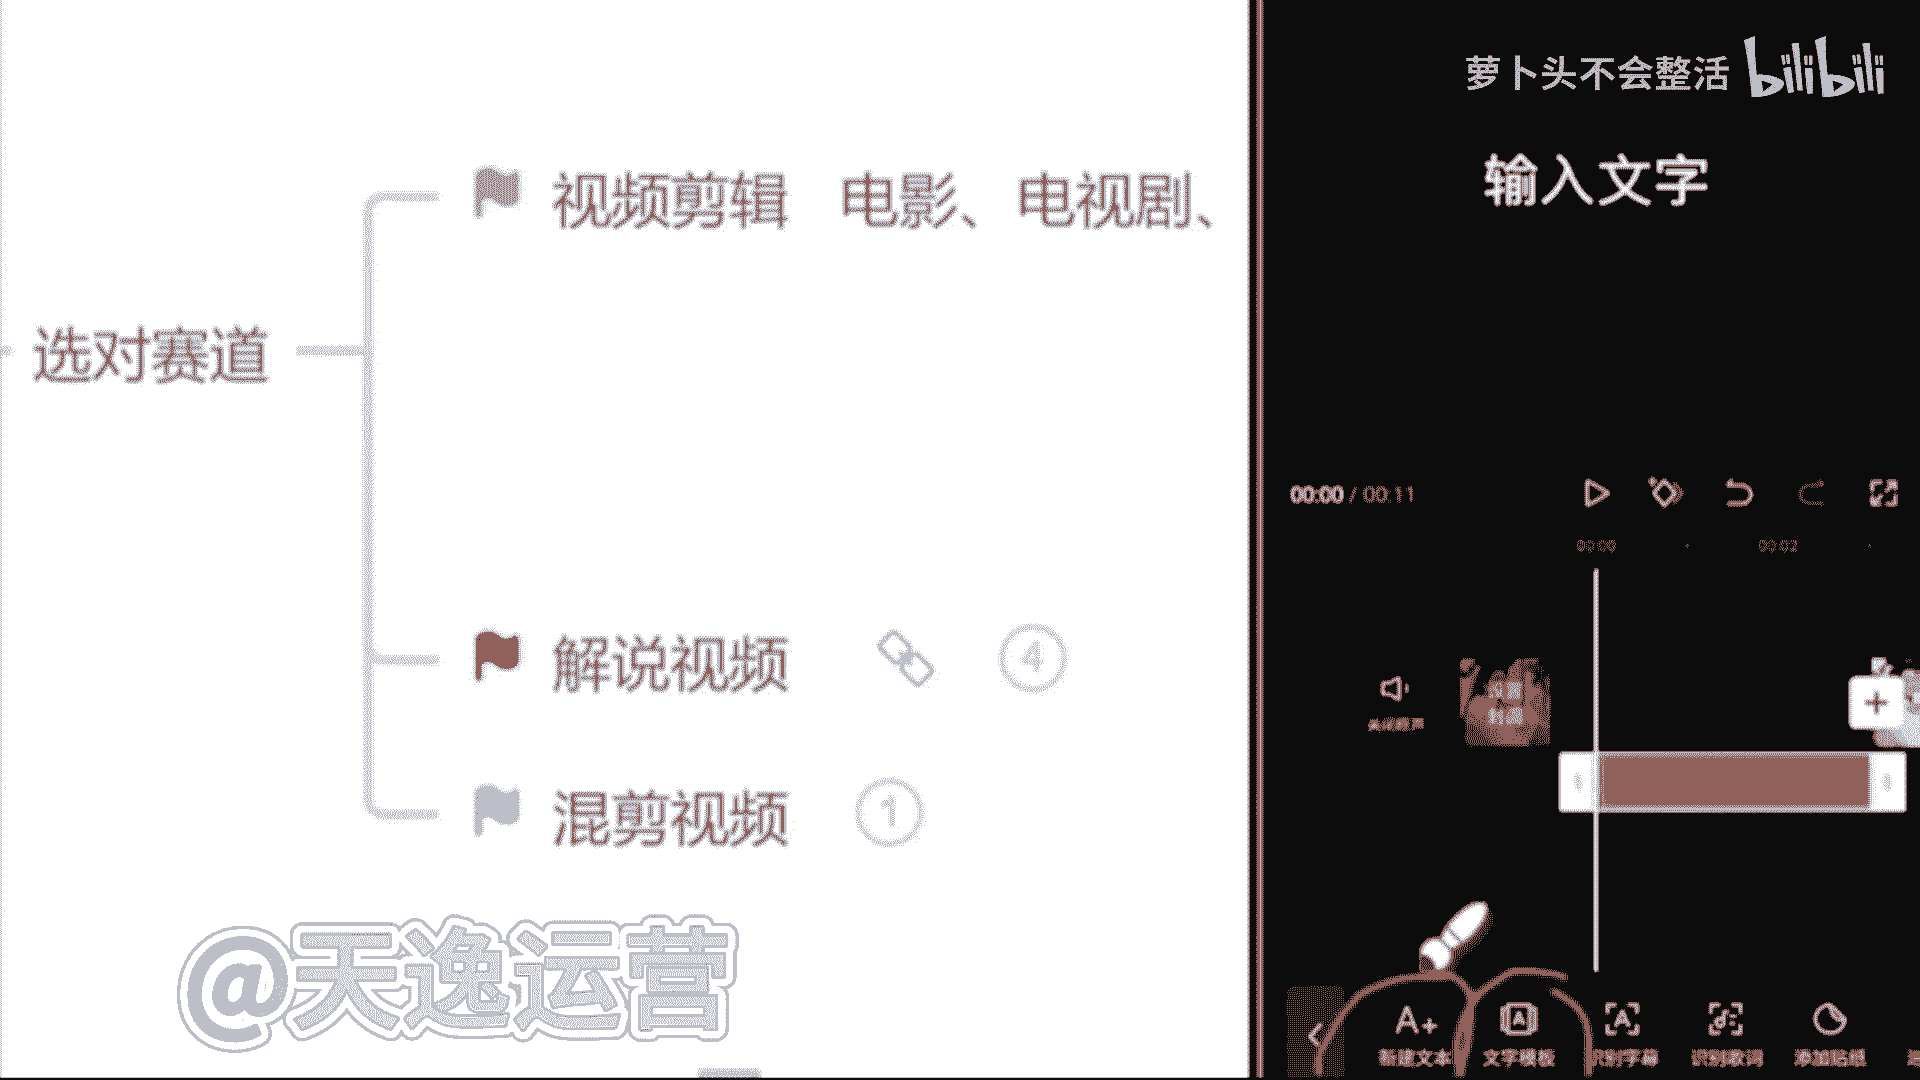 视频剪辑 电影、电视剧、
选对赛道
解说视频 4
混剪视频 1
@天逸运营
萝卜头不会整活 bilibili
输入文字
00:00 / 00:11
00:00 00:02
关闭原声
设置
封面
新建文本 文字模板 识别字幕 识别歌词 添加贴纸